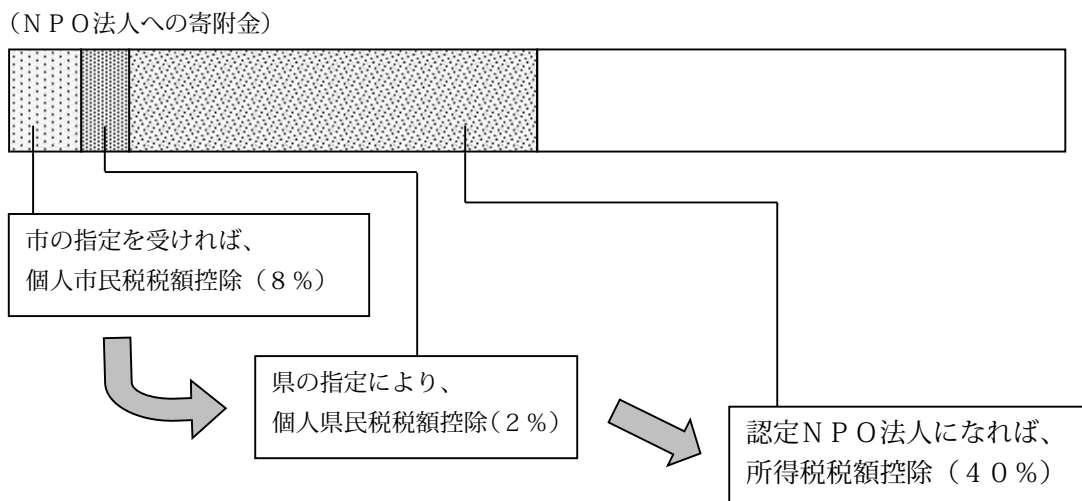 (ＮＰＯ法人への寄附金)
市の指定を受ければ、
個人市民税税額控除（８％）
県の指定により、
個人県民税税額控除(２％)
認定ＮＰＯ法人になれば、
所得税税額控除（４０％）